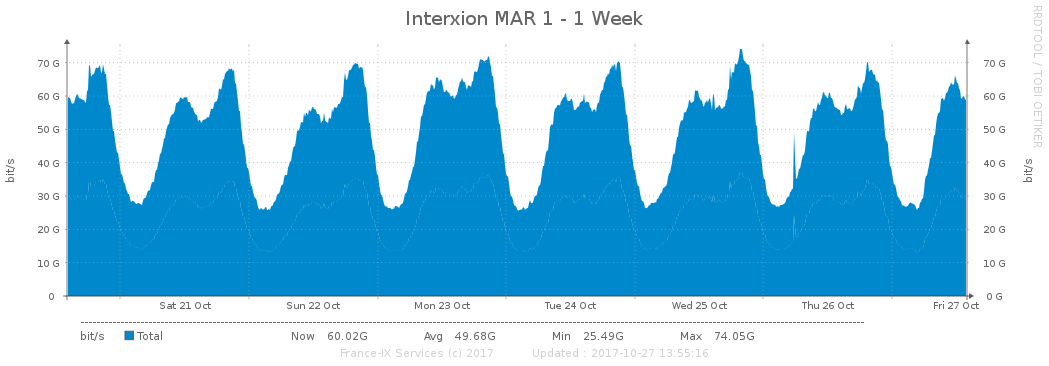 Interxion MAR 1 - 1 Week
RRDTOOL / TOBI OETIKER
bit/s
70 G 70 G
60 G 60 G
50 G 50 G
40 G 40 G
30 G 30 G
20 G 20 G
10 G 10 G
0 0 G
bit/s
Sat 21 Oct Sun 22 Oct Mon 23 Oct Tue 24 Oct Wed 25 Oct Thu 26 Oct Fri 27 Oct
bit/s Total Now 60.02G Avg 49.68G Min 25.49G Max 74.05G
France-IX Services (c) 2017 Updated : 2017-10-27 13:55:16